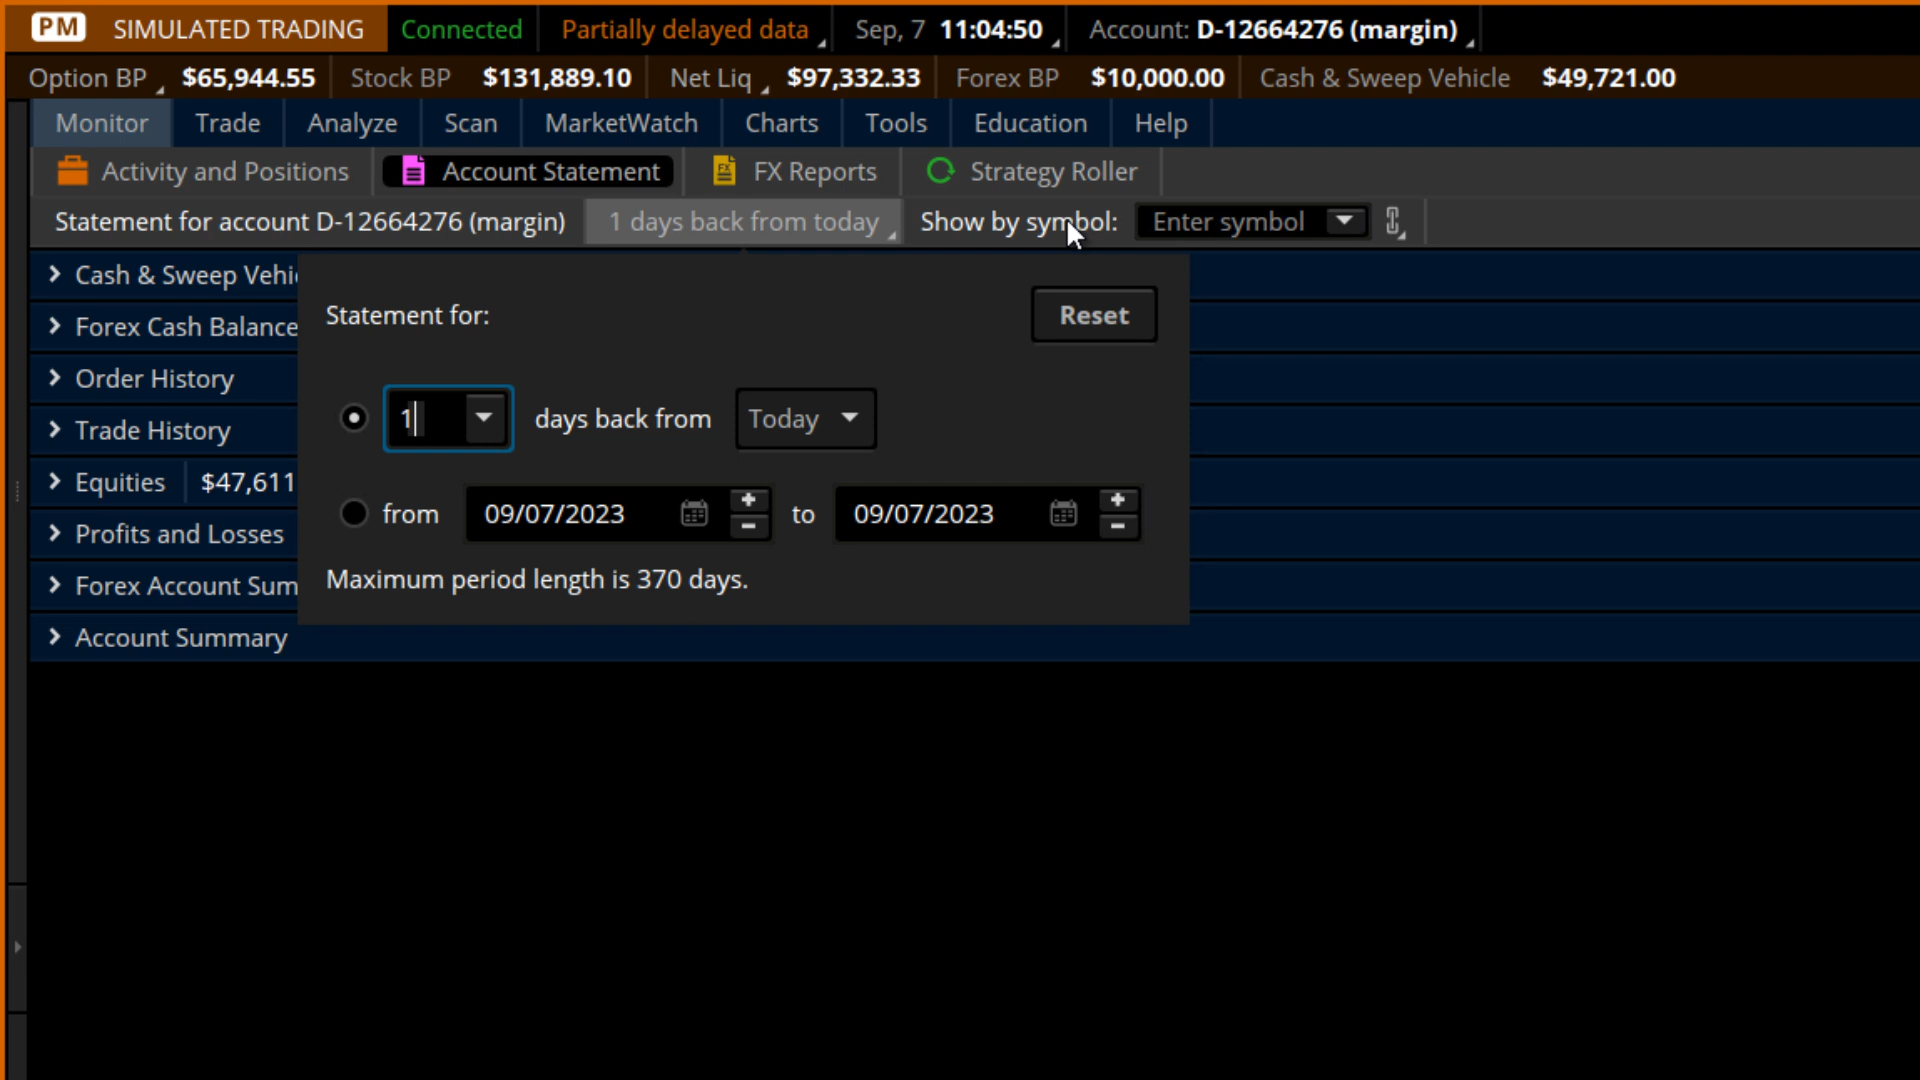 PM SIMULATED TRADING Connected Partially delayed data Sep, 7 11:04:50 Account: D-12664276 (margin)
Option BP $65,944.55 Stock BP $131,889.10 Net Liq $97,332.33 Forex BP $10,000.00 Cash & Sweep Vehicle $49,721.00
Monitor Trade Analyze Scan MarketWatch Charts Tools Education Help
Activity and Positions Account Statement FX FX Reports Strategy Roller
Statement for account D-12664276 (margin) 1 days back from today Show by symbol: Enter symbol
Cash & Sweep Vehi
Statement for: Reset
Forex Cash Balance
Order History
1 days back from Today
Trade History
Equities $47,611
from 09/07/2023 to 09/07/2023
Profits and Losses
Maximum period length is 370 days.
Forex Account Sum
Account Summary